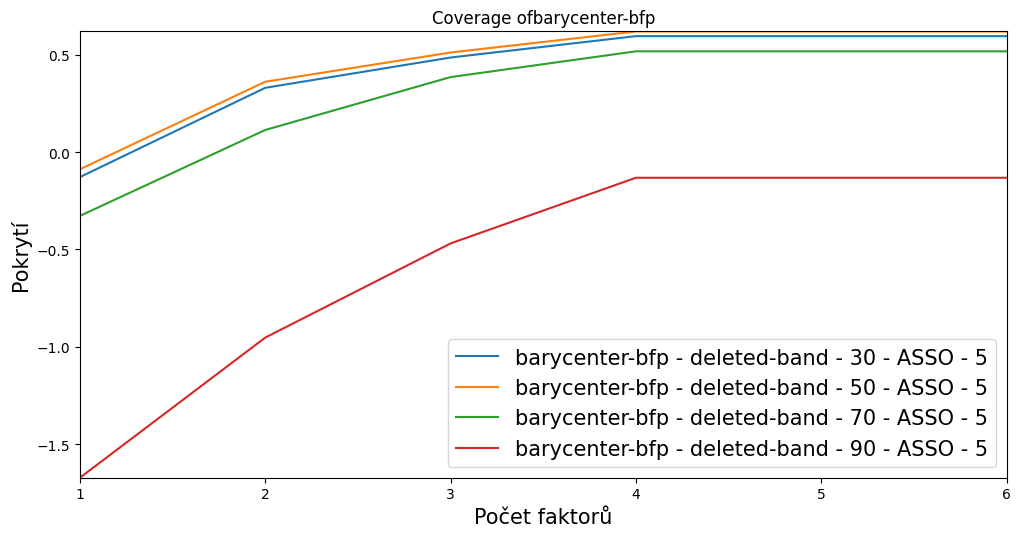 Coverage ofbarycenter-bfp
Pokrytí
0.5
0.0
−0.5
−1.0
−1.5
barycenter-bfp - deleted-band - 30 - ASSO - 5
barycenter-bfp - deleted-band - 50 - ASSO - 5
barycenter-bfp - deleted-band - 70 - ASSO - 5
barycenter-bfp - deleted-band - 90 - ASSO - 5
1 2 3 4 5 6
Počet faktorů